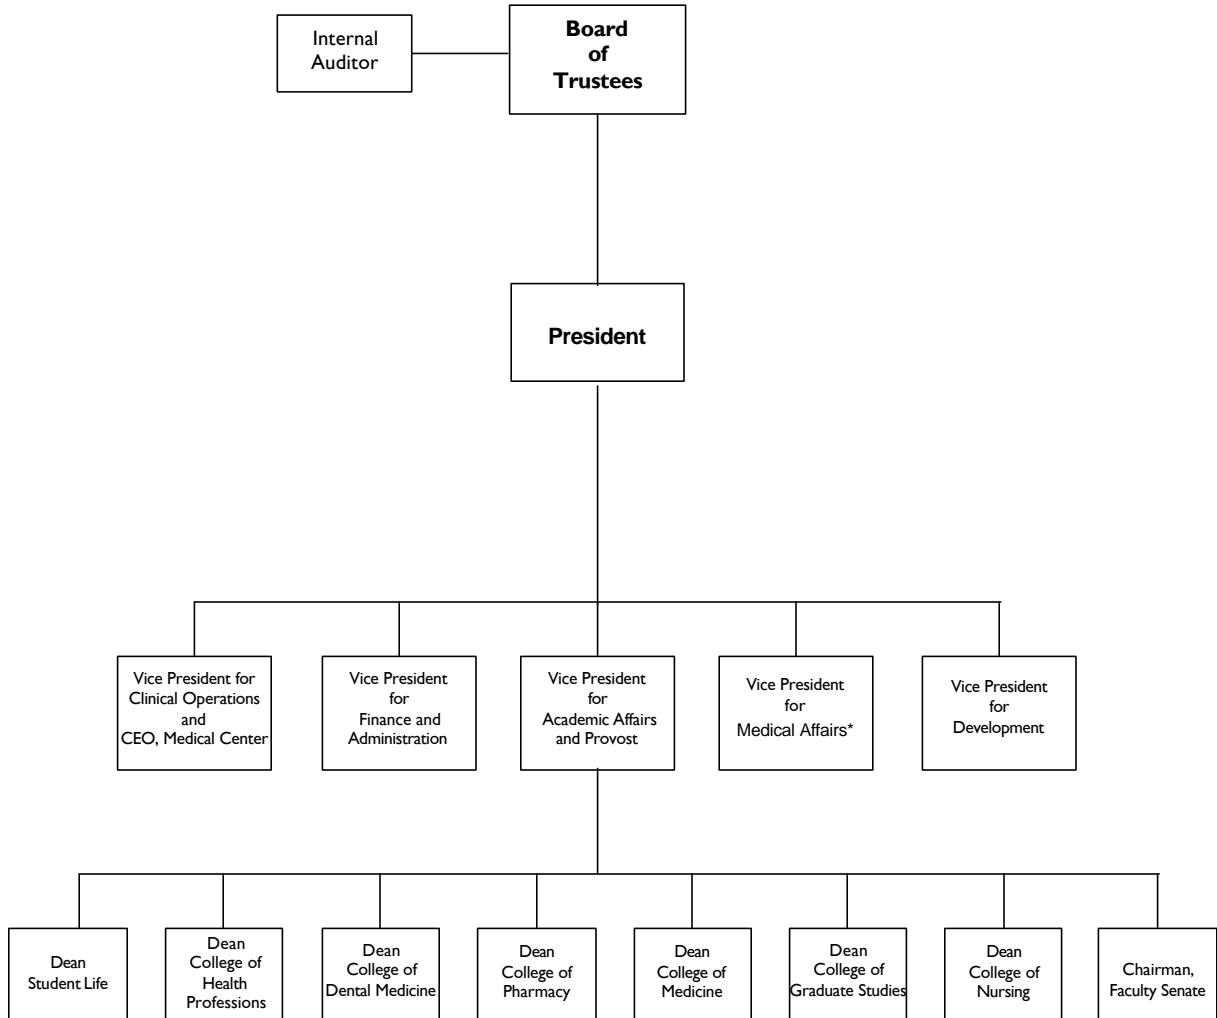 Internal
Auditor
Board
of
Trustees
President
Vice President for
Clinical Operations
and
CEO, Medical Center
Vice President
for
Finance and
Administration
Vice President
for
Academic Affairs
and Provost
Vice President
for
Medical Affairs*
Vice President
for
Development
Dean
Student Life
Dean
College of
Health
Professions
Dean
College of
Dental Medicine
Dean
College of
Pharmacy
Dean
College of
Medicine
Dean
College of
Graduate Studies
Dean
College of
Nursing
Chairman,
Faculty Senate